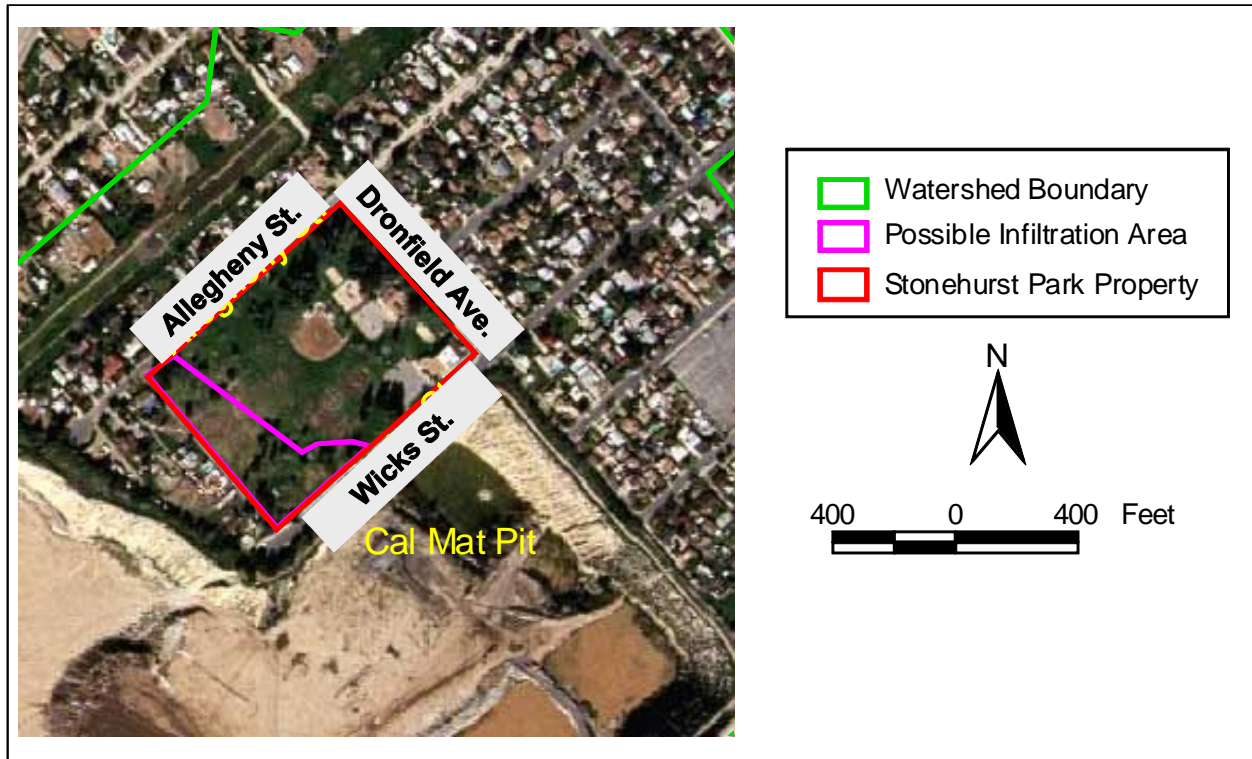 Allegheny St.
Dronfield Ave.
Wicks St.
Cal Mat Pit
Watershed Boundary
Possible Infiltration Area
Stonehurst Park Property
N
400 0 400 Feet